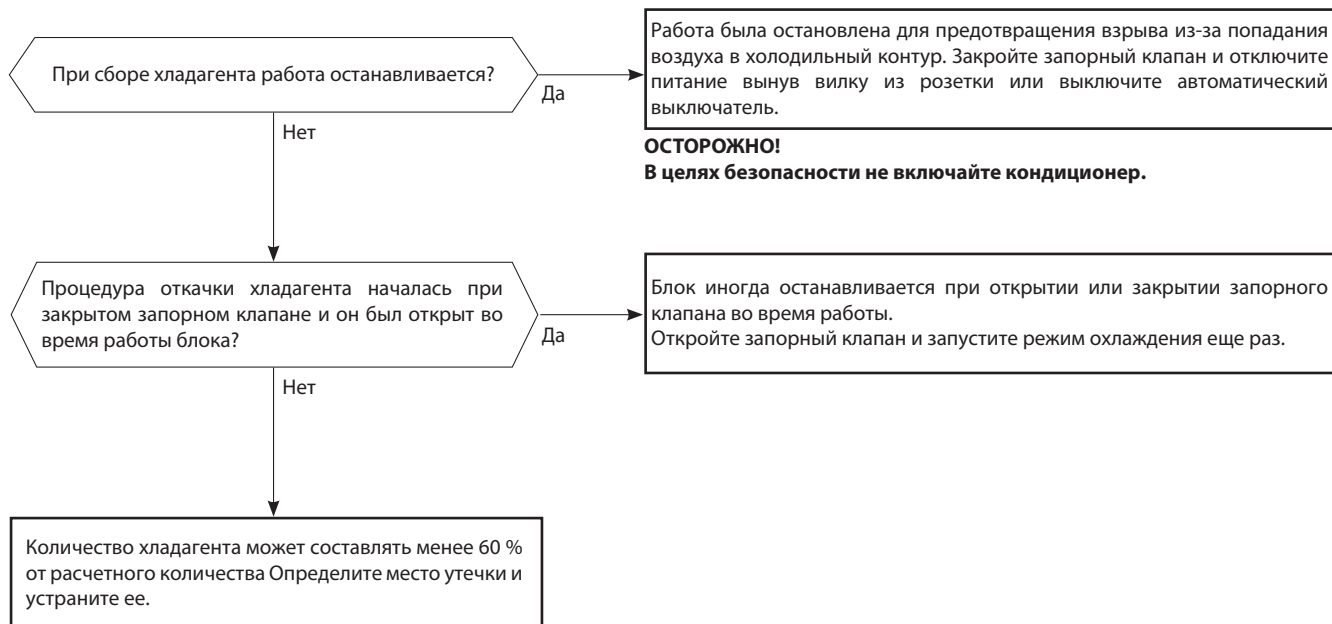 При сборе хладагента работа останавливается?
Да
Работа была остановлена для предотвращения взрыва из-за попадания
воздуха в холодильный контур. Закройте запорный клапан и отключите
питание вынув вилку из розетки или выключите автоматический
выключатель.
ОСТОРОЖНО!
В целях безопасности не включайте кондиционер.
Нет
Процедура откачки хладагента началась при
закрытом запорном клапане и он был открыт во
время работы блока?
Да
Блок иногда останавливается при открытии или закрытии запорного
клапана во время работы.
Откройте запорный клапан и запустите режим охлаждения еще раз.
Нет
Количество хладагента может составлять менее 60 %
от расчетного количества Определите место утечки и
устраните ее.